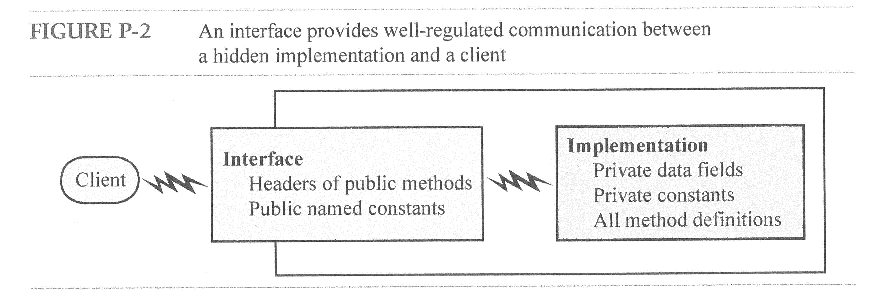 FIGURE P-2 An interface provides well-regulated communication between
a hidden implementation and a client
Client
Interface
Headers of public methods
Public named constants
Implementation
Private data fields
Private constants
All method definitions